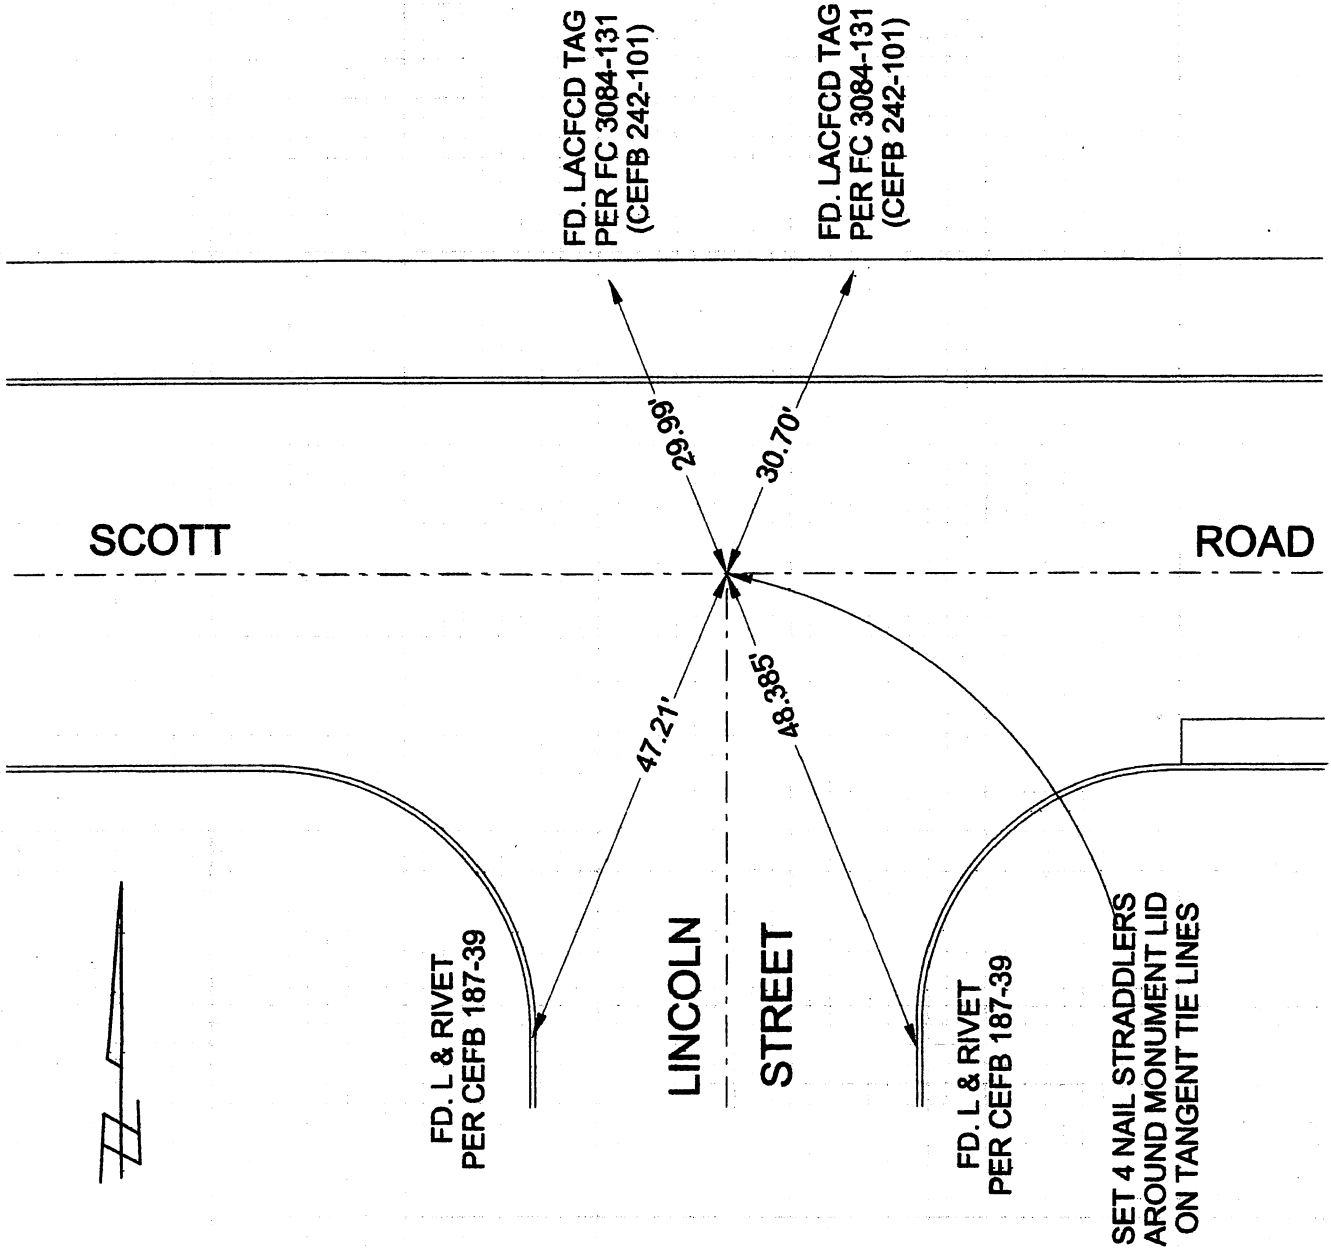 FD. LACFCD TAG
PER FC 3084-131
(CEFB 242-101)
FD. LACFCD TAG
PER FC 3084-131
(CEFB 242-101)
29.99'
30.70'
SCOTT
ROAD
47.21'
48.385'
LINCOLN
STREET
FD. L & RIVET
PER CEFB 187-39
FD. L & RIVET
PER CEFB 187-39
SET 4 NAIL STRADDLERS
AROUND MONUMENT LID
ON TANGENT TIE LINES